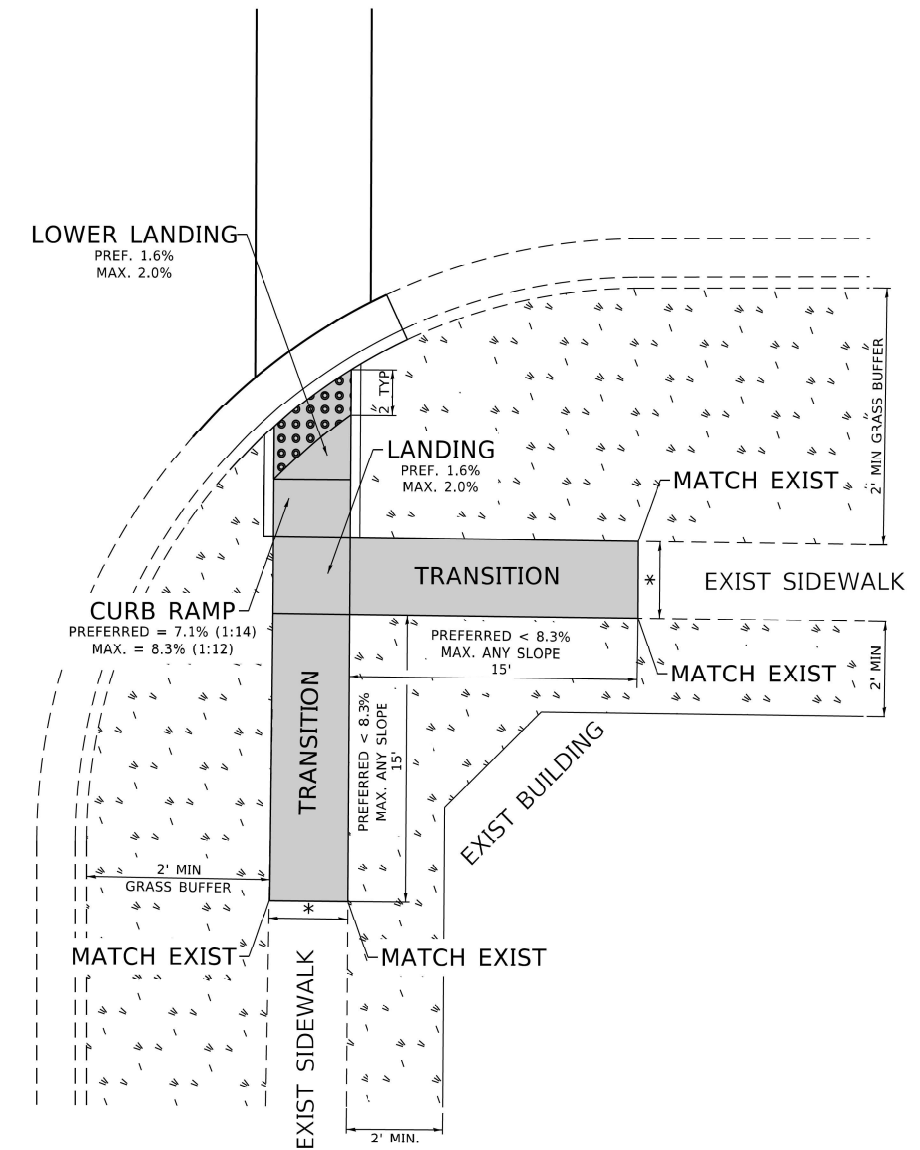 LOWER LANDING
PREF. 1.6%
MAX. 2.0%
2 TYP
LANDING
PREF. 1.6%
MAX. 2.0%
2' MIN GRASS BUFFER
MATCH EXIST
TRANSITION
*
EXIST SIDEWALK
CURB RAMP
PREFERRED = 7.1% (1:14)
MAX. = 8.3% (1:12)
PREFERRED < 8.3%
MAX. ANY SLOPE
15'
MATCH EXIST
2' MIN
TRANSITION
PREFERRED < 8.3%
MAX. ANY SLOPE
15'
EXIST BUILDING
2' MIN
GRASS BUFFER
*
MATCH EXIST
MATCH EXIST
EXIST SIDEWALK
2' MIN.